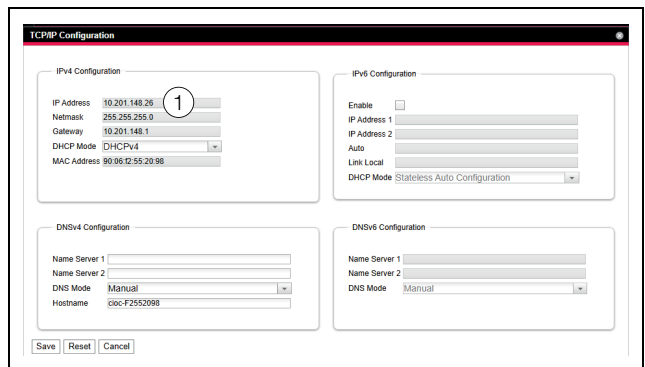 TCP/IP Configuration
IPv4 Configuration
IP Address 10.201.148.26 1
Netmask 255.255.255.0
Gateway 10.201.148.1
DHCP Mode DHCPv4
MAC Address 90:06:f2:55:20:98
IPv6 Configuration
Enable
IP Address 1
IP Address 2
Auto
Link Local
DHCP Mode Stateless Auto Configuration
DNSv4 Configuration
Name Server 1
Name Server 2
DNS Mode Manual
Hostname cioc-F2552098
DNSv6 Configuration
Name Server 1
Name Server 2
DNS Mode Manual
Save Reset Cancel